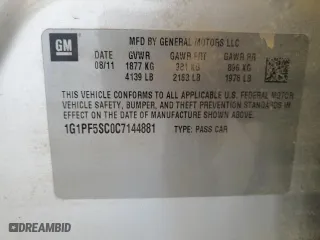 GM
MFD BY GENERAL MOTORS LLC
DATE GVWR GAWR FRT GAWR RR
08/11 1877 KG 981 KG 896 KG
4139 LB 2163 LB 1976 LB
THIS VEHICLE CONFORMS TO ALL APPLICABLE U.S. FEDERAL MOTOR VEHICLE
SAFETY, BUMPER, AND THEFT PREVENTION STANDARDS IN
EFFECT ON THE DATE OF MANUFACTURE SHOWN ABOVE.
1G1PF5SC0C7144881 TYPE: PASS CAR
AUTOBIDCAR
AUTOBIDCAR